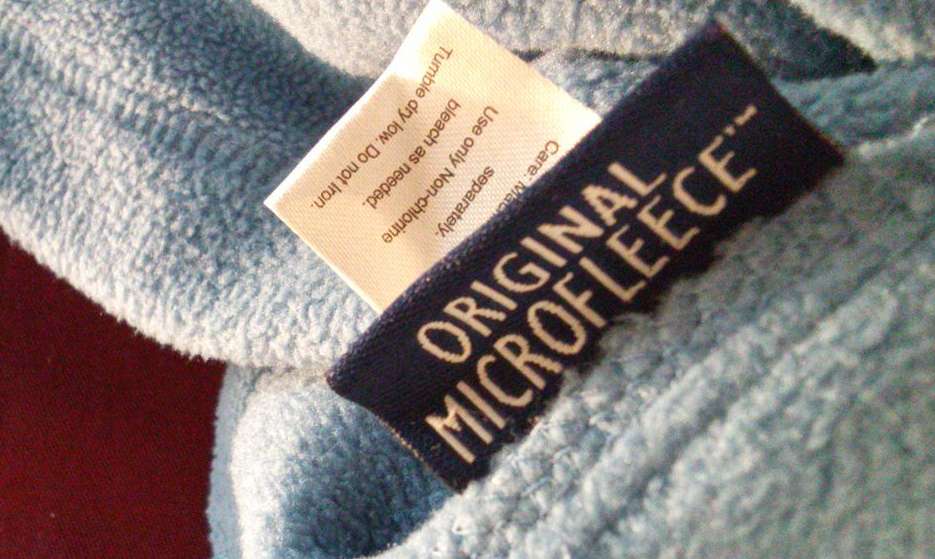 ORIGINAL
MICROFLEECE™
Care:
separately.
Use only Non-chlorine
bleach as needed.
Tumble dry low. Do not Iron.